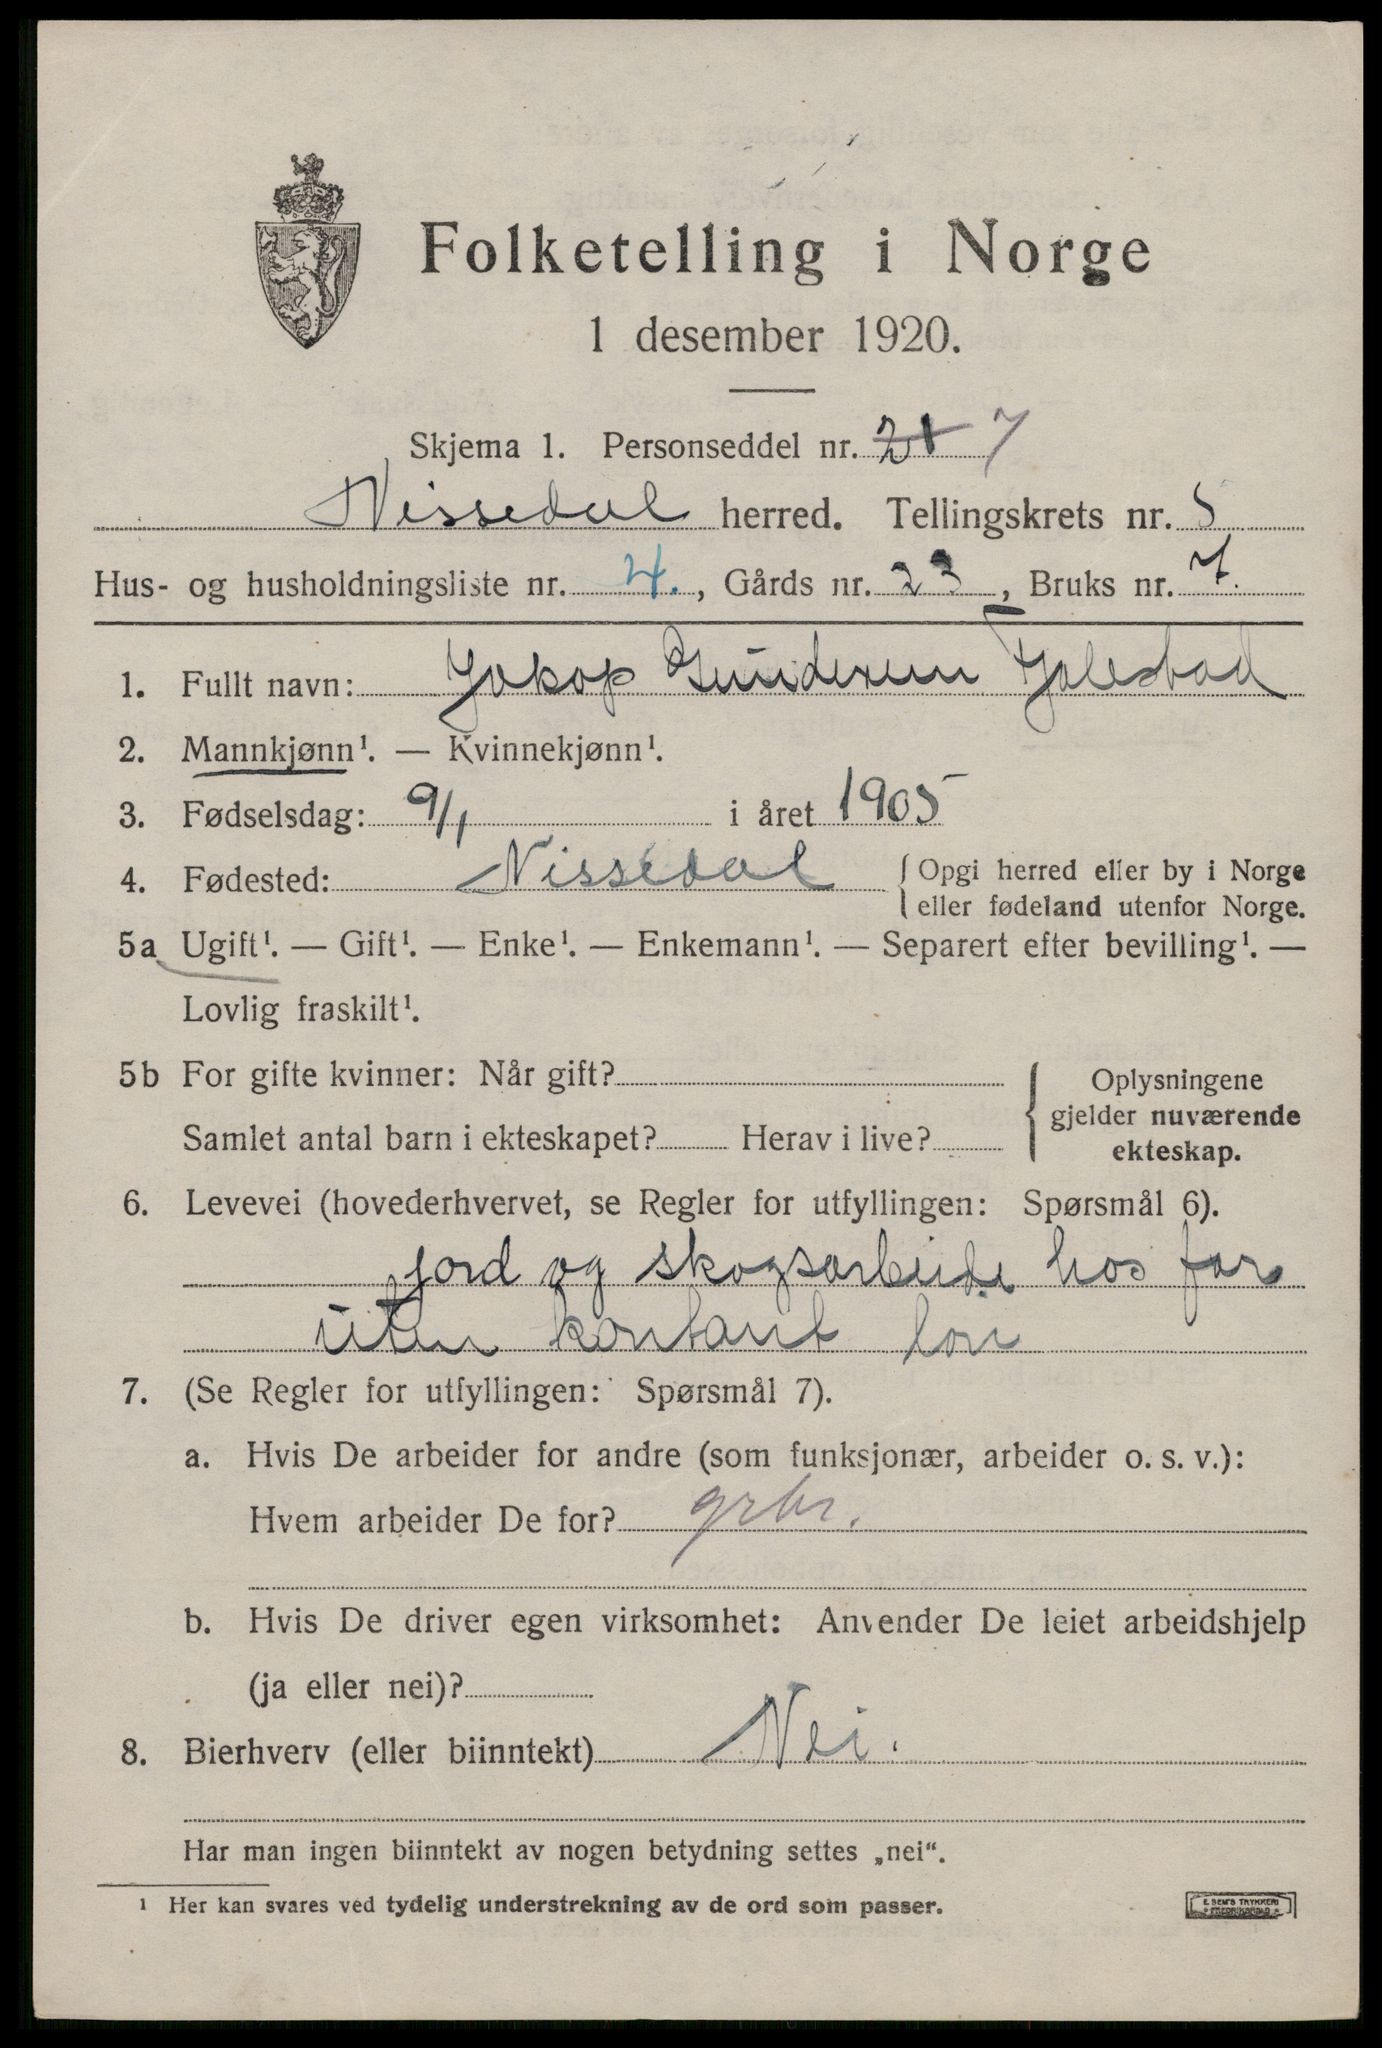 Folketelling i Norge
1 desember 1920.
Skjema 1. Personseddel nr. 21 7
Nissedal herred. Tellingskrets nr. 5
Hus- og husholdningsliste nr. 4., Gårds nr. 23, Bruks nr. 7.
1. Fullt navn: Jakop Gundersen
2. Mannkjønn¹. — Kvinnekjønn¹.
3. Fødselsdag: 9/1 i året 1905
4. Fødested: Nissedal { Opgi herred eller by i Norge
eller fødeland utenfor Norge.
5a Ugift¹. — Gift¹. — Enke¹. — Enkemann¹. — Separert efter bevilling¹. —
Lovlig fraskilt¹.
5b For gifte kvinner: Når gift?
Samlet antal barn i ekteskapet? Herav i live?
{ Oplysningene
gjelder nuværende
ekteskap.
6. Levevei (hovederhvervet, se Regler for utfyllingen: Spørsmål 6).
jord og skogsarbeide hos far
uten kontant lön
7. (Se Regler for utfyllingen: Spørsmål 7).
a. Hvis De arbeider for andre (som funksjonær, arbeider o. s. v.):
Hvem arbeider De for? grbr.
b. Hvis De driver egen virksomhet: Anvender De leiet arbeidshjelp
(ja eller nei)?
8. Bierhverv (eller biinntekt) Nei.
Har man ingen biinntekt av nogen betydning settes „nei“.
¹ Her kan svares ved tydelig understrekning av de ord som passer.
E. SEM'S TRYKKERI
FREDRIKSHALD